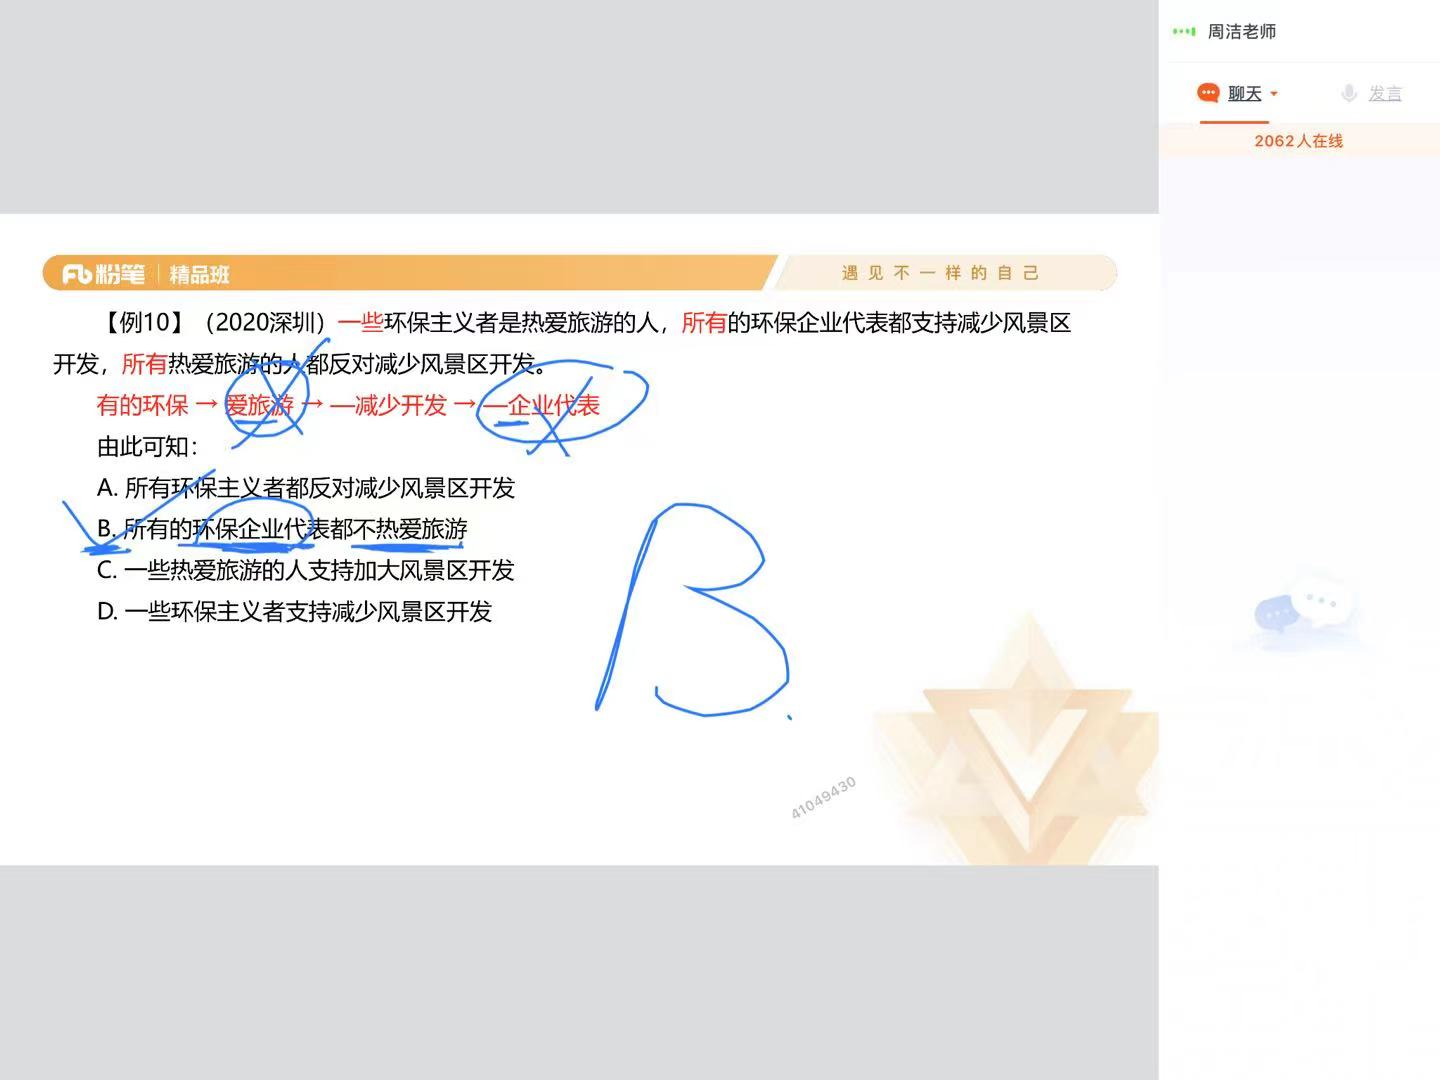 周洁老师
聊天
发言
2062人在线
粉笔 精品班
遇见不一样的自己
【例10】（2020深圳）一些环保主义者是热爱旅游的人，所有的环保企业代表都支持减少风景区
开发，所有热爱旅游的人都反对减少风景区开发。
有的环保→爱旅游→—减少开发→—企业代表
由此可知：
A. 所有环保主义者都反对减少风景区开发
B. 所有的环保企业代表都不热爱旅游
C. 一些热爱旅游的人支持加大风景区开发
D. 一些环保主义者支持减少风景区开发
B.
41049430